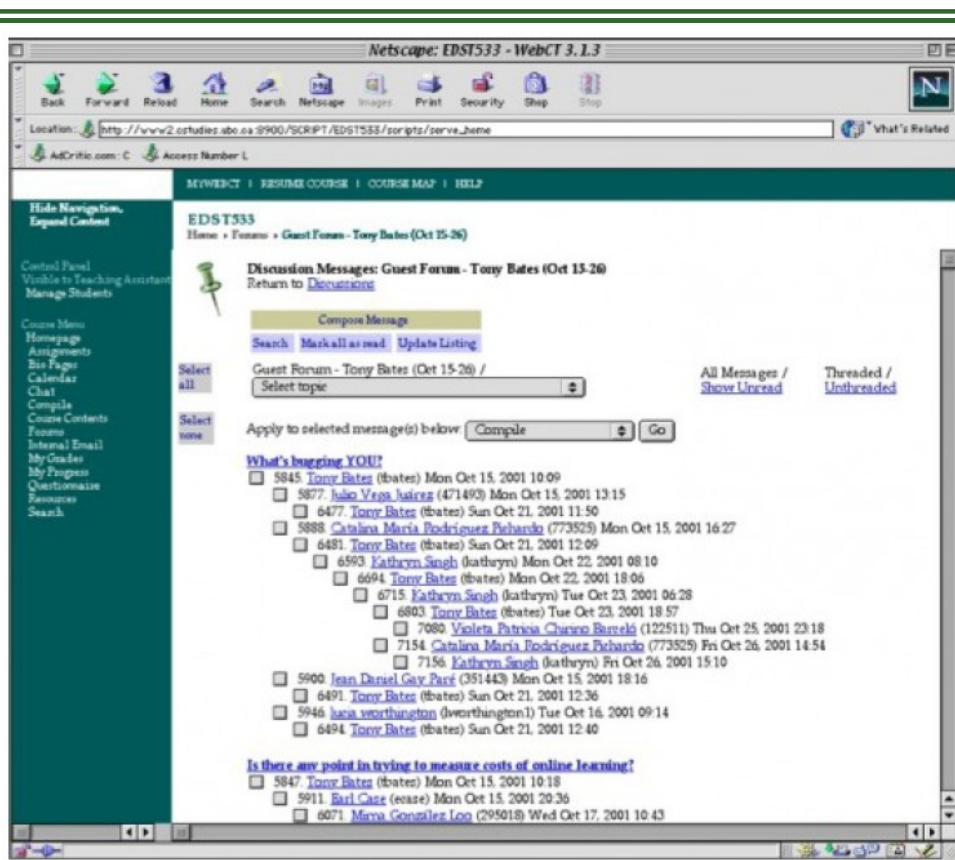 Netscape: EDST533 - WebCT 3.1.3
Back Forward Reload Home Search Netscape Images Print Security Shop Stop
N
Location: http://www2.cstudies.ubc.ca:8900/SCRIPT/EDST533/scripts/serve_home What's Related
AdCritic.com: C Access Number L
MYWEBCT | RESUME COURSE | COURSE MAP | HELP
Hide Navigation,
Expand Content
EDST533
Home » Forums » Guest Forum - Tony Bates (Oct 15-26)
Control Panel
Visible to Teaching Assistant
Manage Students
Course Menu
Homepage
Assignments
Bio Pages
Calendar
Chat
Compile
Course Contents
Forums
Internal Email
My Grades
My Progress
Questionnaire
Resources
Search
Discussion Messages: Guest Forum - Tony Bates (Oct 15-26)
Return to Discussions
Compose Message
Search Mark all as read Update Listing
Select
all
Guest Forum - Tony Bates (Oct 15-26) /
Select topic
All Messages /
Show Unread
Threaded /
Unthreaded
Select
none
Apply to selected message(s) below: Compile Go
What's bugging YOU?
5845. Tony Bates (tbates) Mon Oct 15, 2001 10:09
5877. Julio Vega Juárez (471493) Mon Oct 15, 2001 13:15
6477. Tony Bates (tbates) Sun Oct 21, 2001 11:50
5888. Catalina María Rodríguez Pichardo (773525) Mon Oct 15, 2001 16:27
6481. Tony Bates (tbates) Sun Oct 21, 2001 12:09
6593. Kathryn Singh (kathryn) Mon Oct 22, 2001 08:10
6694. Tony Bates (tbates) Mon Oct 22, 2001 18:06
6715. Kathryn Singh (kathryn) Tue Oct 23, 2001 06:28
6803. Tony Bates (tbates) Tue Oct 23, 2001 18:57
7080. Violeta Patricia Chirino Barceló (122511) Thu Oct 25, 2001 23:18
7154. Catalina María Rodríguez Pichardo (773525) Fri Oct 26, 2001 14:54
7156. Kathryn Singh (kathryn) Fri Oct 26, 2001 15:10
5900. Jean Daniel Gay Paré (351443) Mon Oct 15, 2001 18:16
6491. Tony Bates (tbates) Sun Oct 21, 2001 12:36
5946. lucia worthington (lworthington1) Tue Oct 16, 2001 09:14
6494. Tony Bates (tbates) Sun Oct 21, 2001 12:40
Is there any point in trying to measure costs of online learning?
5847. Tony Bates (tbates) Mon Oct 15, 2001 10:18
5911. Earl Case (ecase) Mon Oct 15, 2001 20:36
6071. Mirna González Loo (295018) Wed Oct 17, 2001 10:43